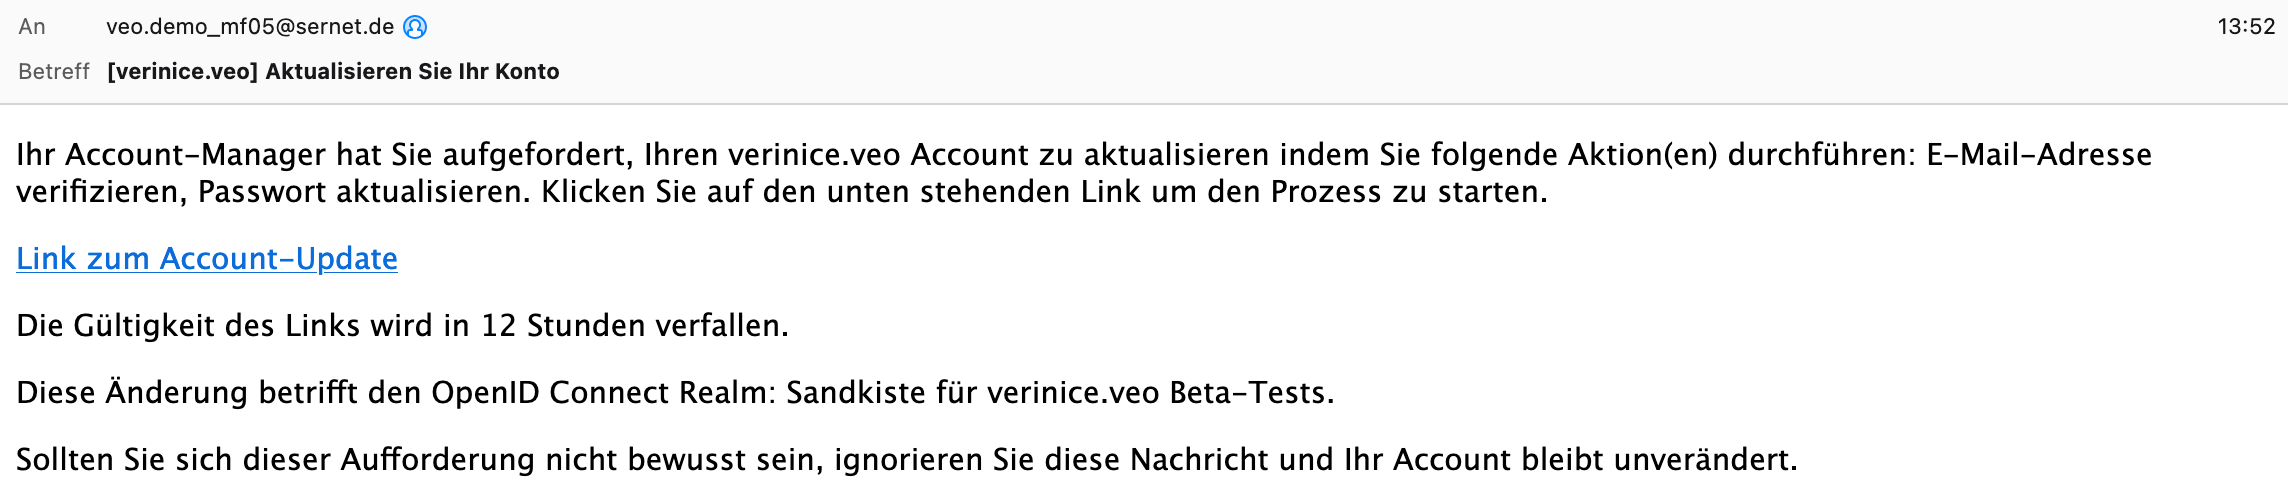 An veo.demo_mf05@sernet.de 13:52
Betreff [verinice.veo] Aktualisieren Sie Ihr Konto
Ihr Account-Manager hat Sie aufgefordert, Ihren verinice.veo Account zu aktualisieren indem Sie folgende Aktion(en) durchführen: E-Mail-Adresse
verifizieren, Passwort aktualisieren. Klicken Sie auf den unten stehenden Link um den Prozess zu starten.
Link zum Account-Update
Die Gültigkeit des Links wird in 12 Stunden verfallen.
Diese Änderung betrifft den OpenID Connect Realm: Sandkiste für verinice.veo Beta-Tests.
Sollten Sie sich dieser Aufforderung nicht bewusst sein, ignorieren Sie diese Nachricht und Ihr Account bleibt unverändert.